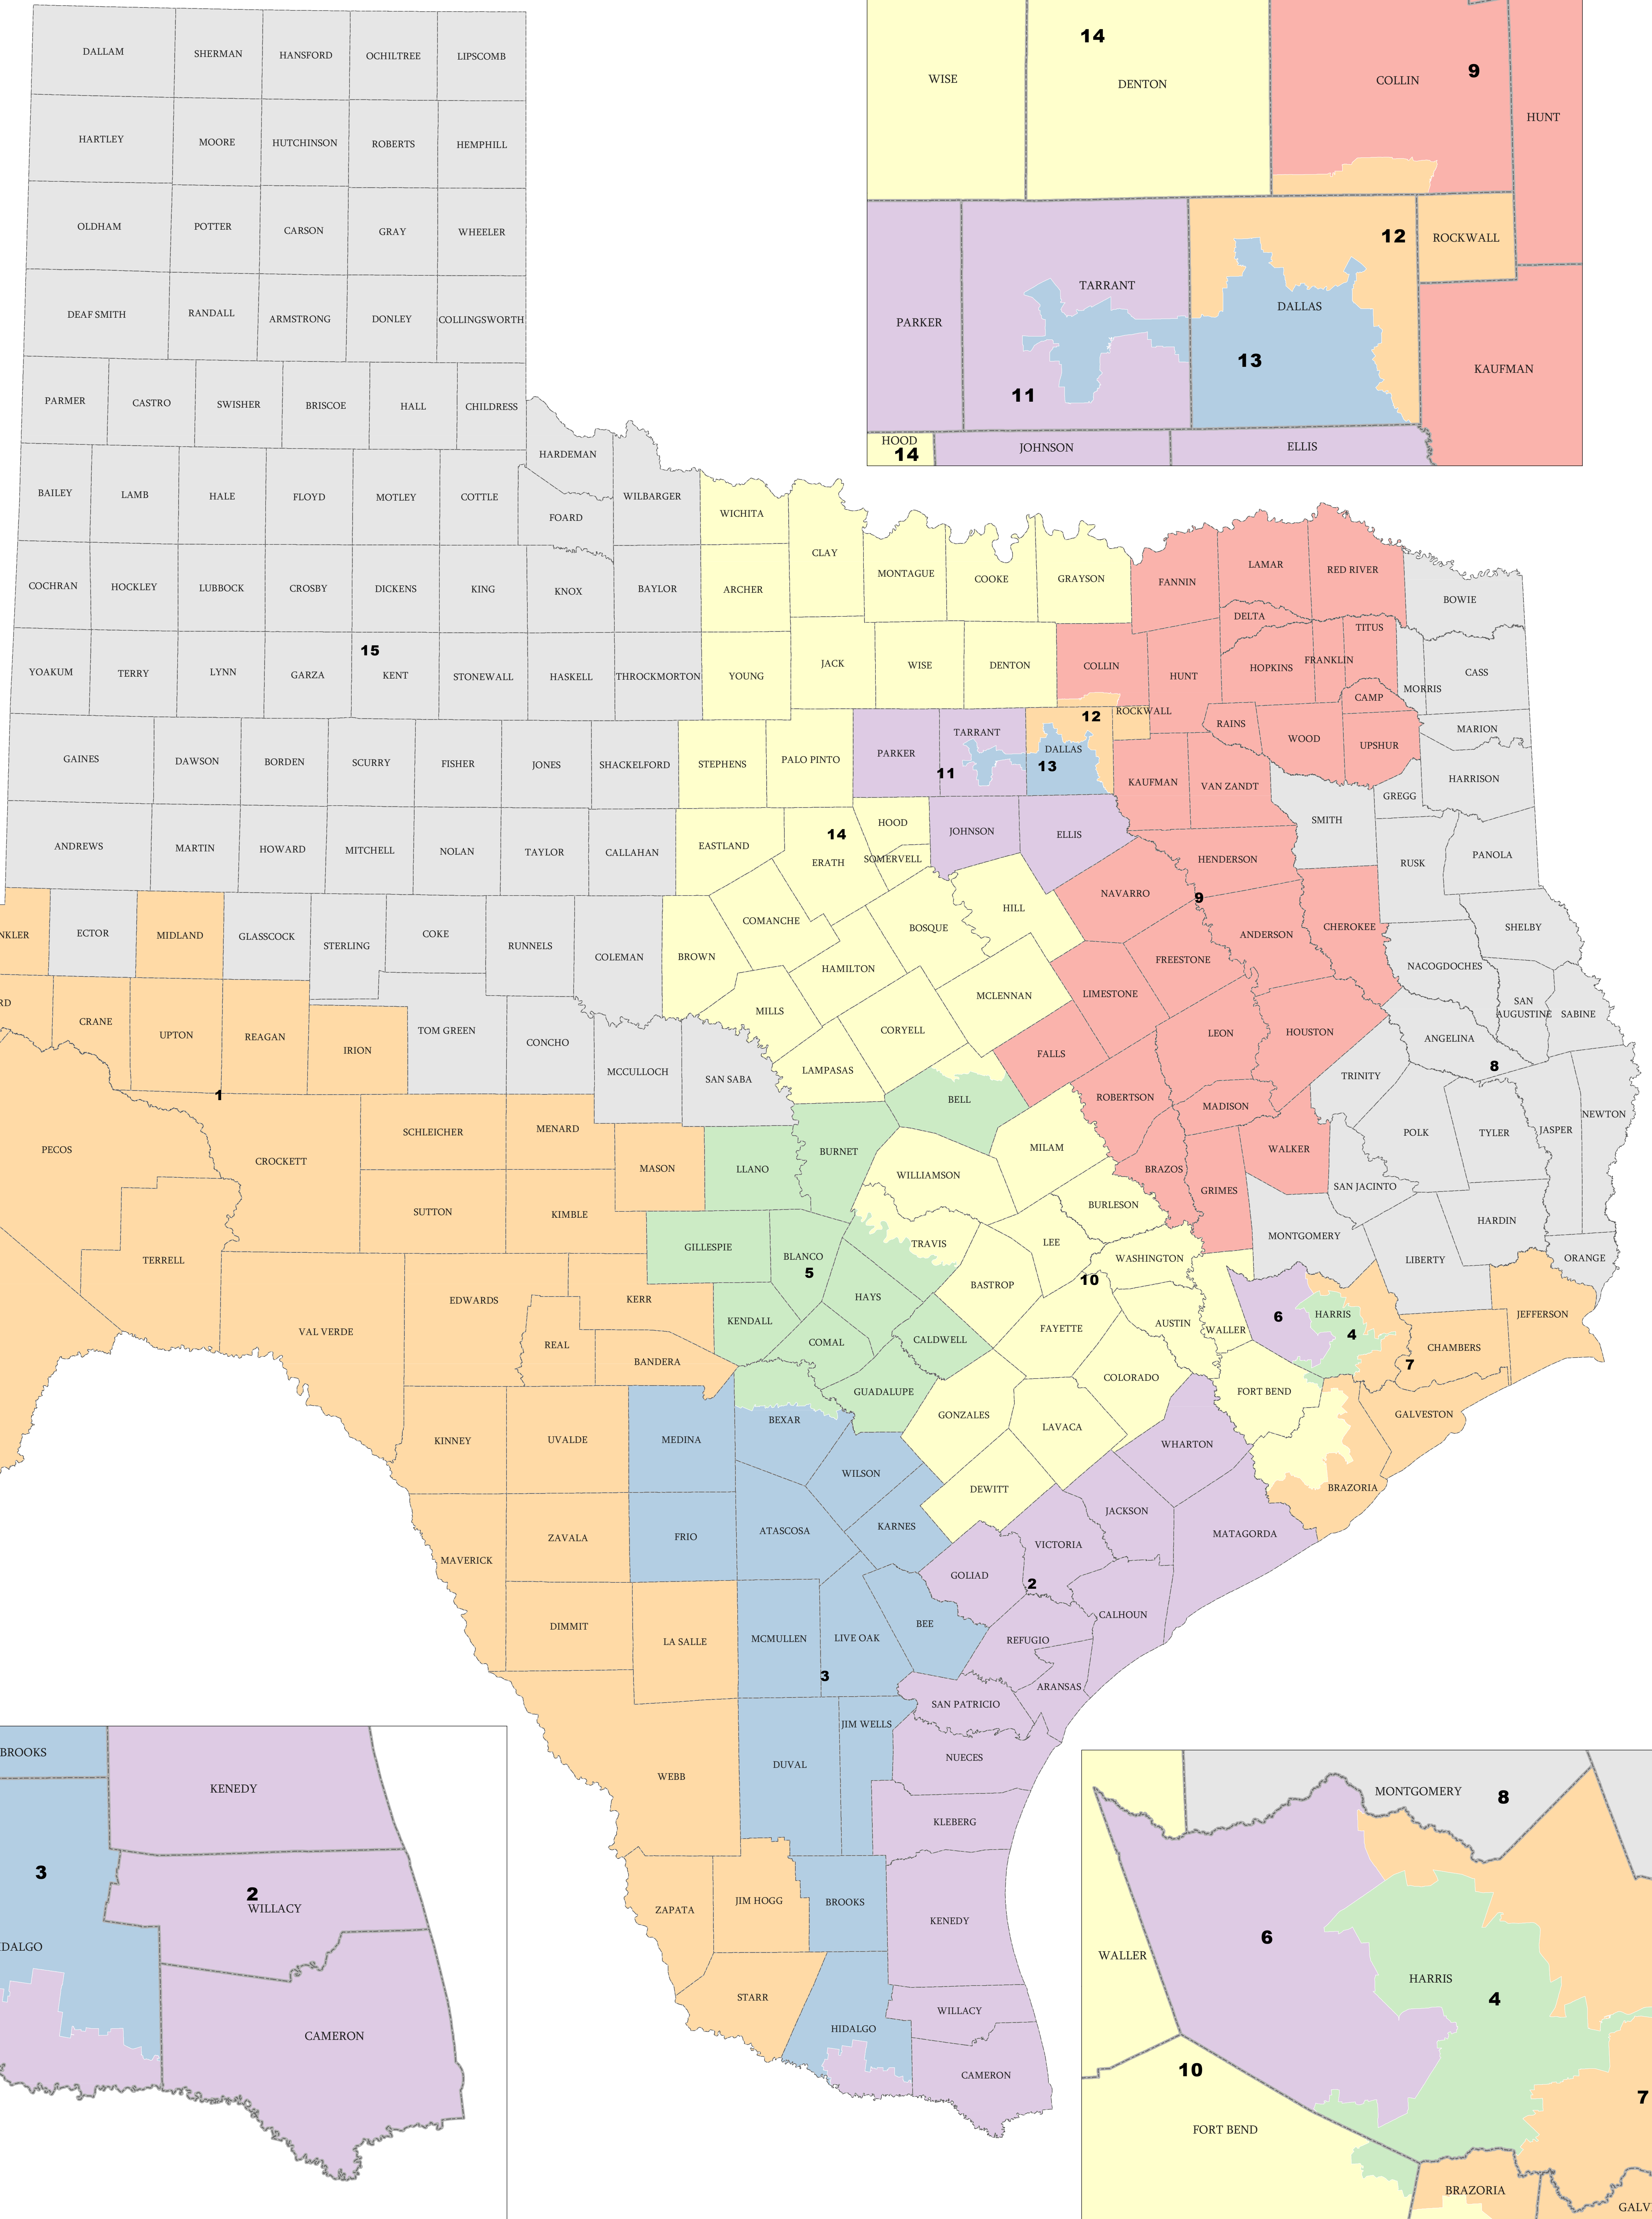 DALLAM
SHERMAN
HANSFORD
OCHILTREE
LIPSCOMB
HARTLEY
MOORE
HUTCHINSON
ROBERTS
HEMPHILL
OLDHAM
POTTER
CARSON
GRAY
WHEELER
DEAF SMITH
RANDALL
ARMSTRONG
DONLEY
COLLINGSWORTH
PARMER
CASTRO
SWISHER
BRISCOE
HALL
CHILDRESS
HARDEMAN
BAILEY
LAMB
HALE
FLOYD
MOTLEY
COTTLE
FOARD
WILBARGER
WICHITA
COCHRAN
HOCKLEY
LUBBOCK
CROSBY
DICKENS
KING
KNOX
BAYLOR
ARCHER
CLAY
MONTAGUE
COOKE
GRAYSON
FANNIN
LAMAR
RED RIVER
BOWIE
YOAKUM
TERRY
LYNN
GARZA
15
KENT
STONEWALL
HASKELL
THROCKMORTON
YOUNG
JACK
WISE
DENTON
COLLIN
HUNT
DELTA
HOPKINS
FRANKLIN
TITUS
CAMP
MORRIS
CASS
MARION
GAINES
DAWSON
BORDEN
SCURRY
FISHER
JONES
SHACKELFORD
STEPHENS
PALO PINTO
PARKER
TARRANT
11
12
ROCKWALL
DALLAS
13
KAUFMAN
RAINS
VAN ZANDT
WOOD
UPSHUR
HARRISON
GREGG
SMITH
ANDREWS
MARTIN
HOWARD
MITCHELL
NOLAN
TAYLOR
CALLAHAN
EASTLAND
14
ERATH
HOOD
SOMERVELL
JOHNSON
ELLIS
HENDERSON
RUSK
PANOLA
NAVARRO
9
NKLER
ECTOR
MIDLAND
GLASSCOCK
STERLING
COKE
RUNNELS
COLEMAN
BROWN
COMANCHE
BOSQUE
HILL
FREESTONE
ANDERSON
CHEROKEE
NACOGDOCHES
SHELBY
RD
CRANE
UPTON
REAGAN
IRION
TOM GREEN
CONCHO
MCCULLOCH
SAN SABA
MILLS
HAMILTON
CORYELL
MCLENNAN
LIMESTONE
LEON
HOUSTON
ANGELINA
SAN
AUGUSTINE
SABINE
8
1
LAMPASAS
FALLS
BELL
ROBERTSON
MADISON
TRINITY
POLK
TYLER
JASPER
NEWTON
PECOS
CROCKETT
SCHLEICHER
MENARD
MASON
LLANO
BURNET
WILLIAMSON
MILAM
BRAZOS
GRIMES
WALKER
SAN JACINTO
TERRELL
SUTTON
KIMBLE
GILLESPIE
BLANCO
5
TRAVIS
LEE
BURLESON
WASHINGTON
MONTGOMERY
LIBERTY
HARDIN
ORANGE
VAL VERDE
EDWARDS
KERR
REAL
BANDERA
KENDALL
HAYS
COMAL
CALDWELL
BASTROP
10
FAYETTE
AUSTIN
WALLER
6
HARRIS
4
7
CHAMBERS
JEFFERSON
KINNEY
UVALDE
MEDINA
BEXAR
GUADALUPE
GONZALES
LAVACA
COLORADO
FORT BEND
GALVESTON
BRAZORIA
WHARTON
MAVERICK
ZAVALA
FRIO
ATASCOSA
WILSON
KARNES
DEWITT
VICTORIA
JACKSON
MATAGORDA
GOLIAD
2
DIMMIT
LA SALLE
MCMULLEN
LIVE OAK
BEE
REFUGIO
CALHOUN
3
SAN PATRICIO
ARANSAS
WEBB
DUVAL
JIM WELLS
NUECES
KLEBERG
ZAPATA
JIM HOGG
BROOKS
KENEDY
STARR
HIDALGO
WILLACY
CAMERON
WISE
14
DENTON
COLLIN
9
HUNT
PARKER
TARRANT
11
12
ROCKWALL
DALLAS
13
KAUFMAN
HOOD
14
JOHNSON
ELLIS
BROOKS
KENEDY
3
2
WILLACY
IDALGO
CAMERON
MONTGOMERY
8
WALLER
6
HARRIS
4
10
FORT BEND
7
BRAZORIA
GALV